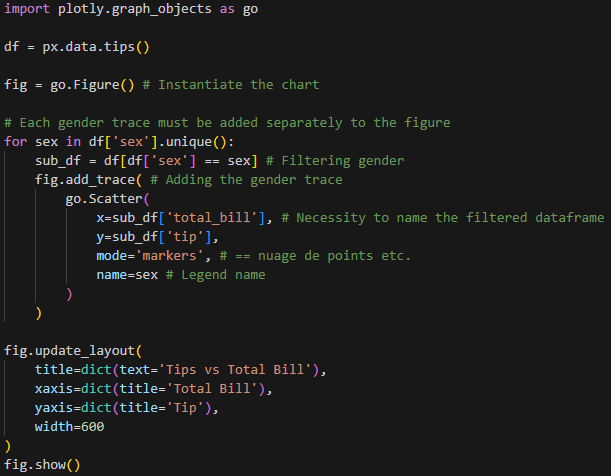 import plotly.graph_objects as go

df = px.data.tips()

fig = go.Figure() # Instantiate the chart

# Each gender trace must be added separately to the figure
for sex in df['sex'].unique():
    sub_df = df[df['sex'] == sex] # Filtering gender
    fig.add_trace( # Adding the gender trace
        go.Scatter(
            x=sub_df['total_bill'], # Necessity to name the filtered dataframe
            y=sub_df['tip'],
            mode='markers', # == nuage de points etc.
            name=sex # Legend name
        )
    )

fig.update_layout(
    title=dict(text='Tips vs Total Bill'),
    xaxis=dict(title='Total Bill'),
    yaxis=dict(title='Tip'),
    width=600
)
fig.show()